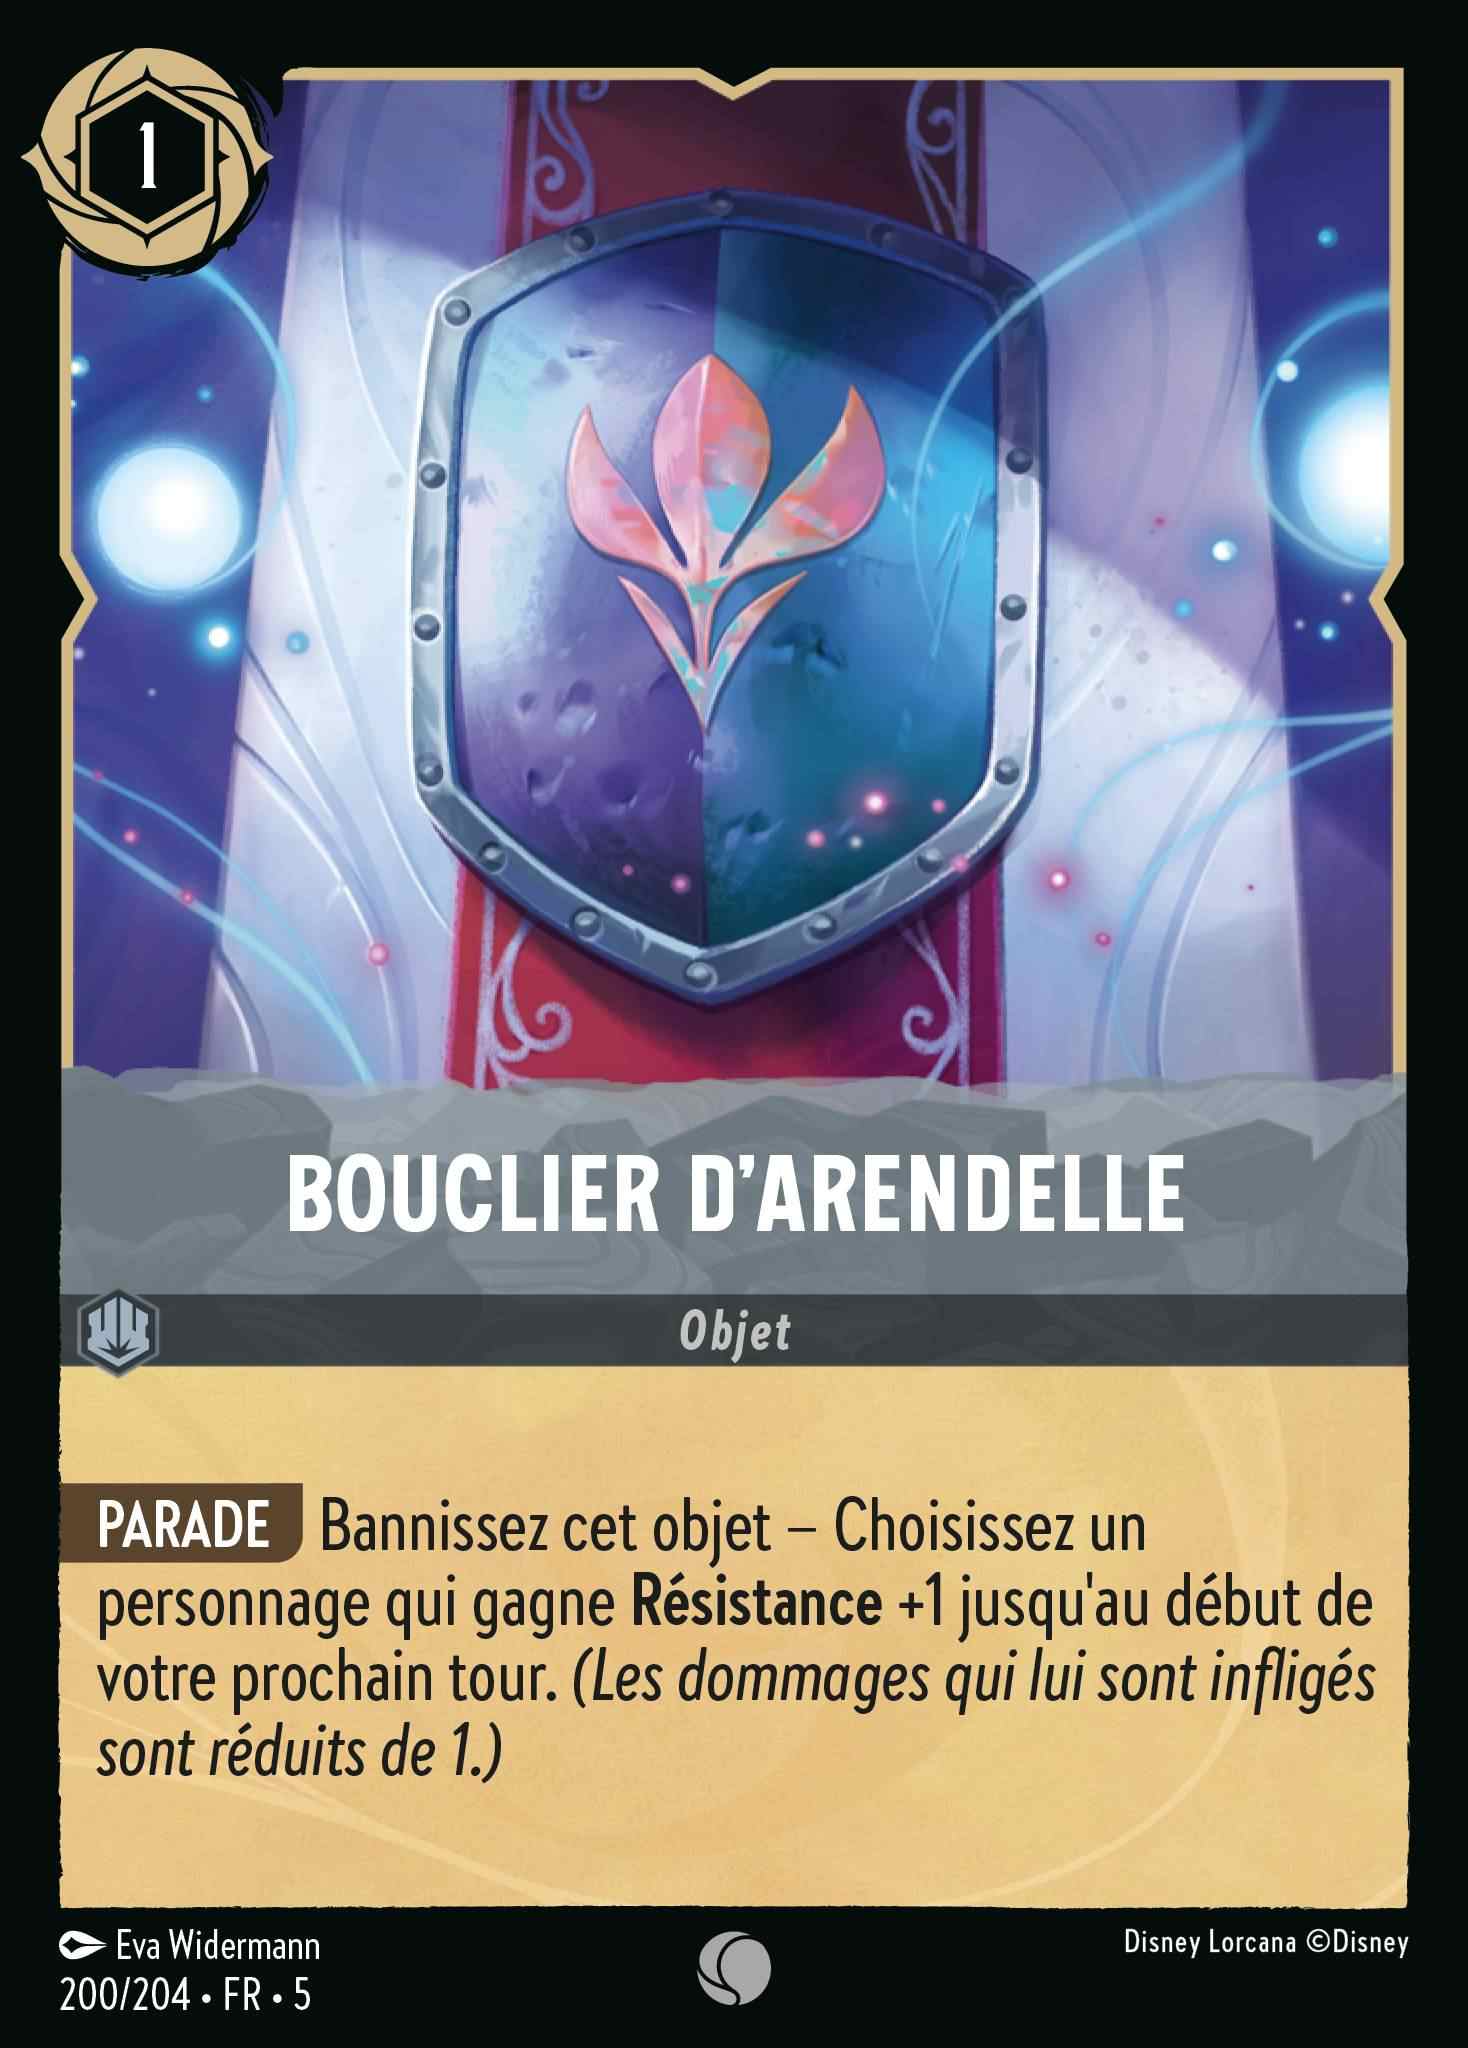 1
BOUCLIER D’ARENDELLE
Objet
PARADE Bannissez cet objet – Choisissez un
personnage qui gagne Résistance +1 jusqu'au début de
votre prochain tour. (Les dommages qui lui sont infligés
sont réduits de 1.)
Eva Widermann
Disney Lorcana ©Disney
200/204 • FR • 5